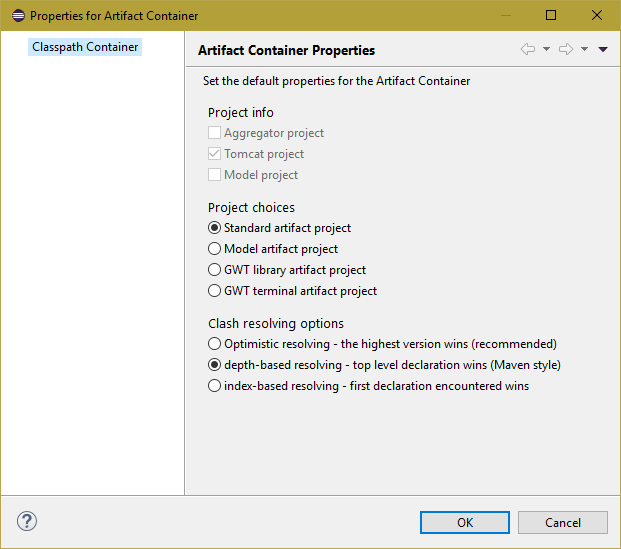 Properties for Artifact Container
Classpath Container
Artifact Container Properties
Set the default properties for the Artifact Container
Project info
Aggregator project
Tomcat project
Model project
Project choices
Standard artifact project
Model artifact project
GWT library artifact project
GWT terminal artifact project
Clash resolving options
Optimistic resolving - the highest version wins (recommended)
depth-based resolving - top level declaration wins (Maven style)
index-based resolving - first declaration encountered wins
?
OK
Cancel